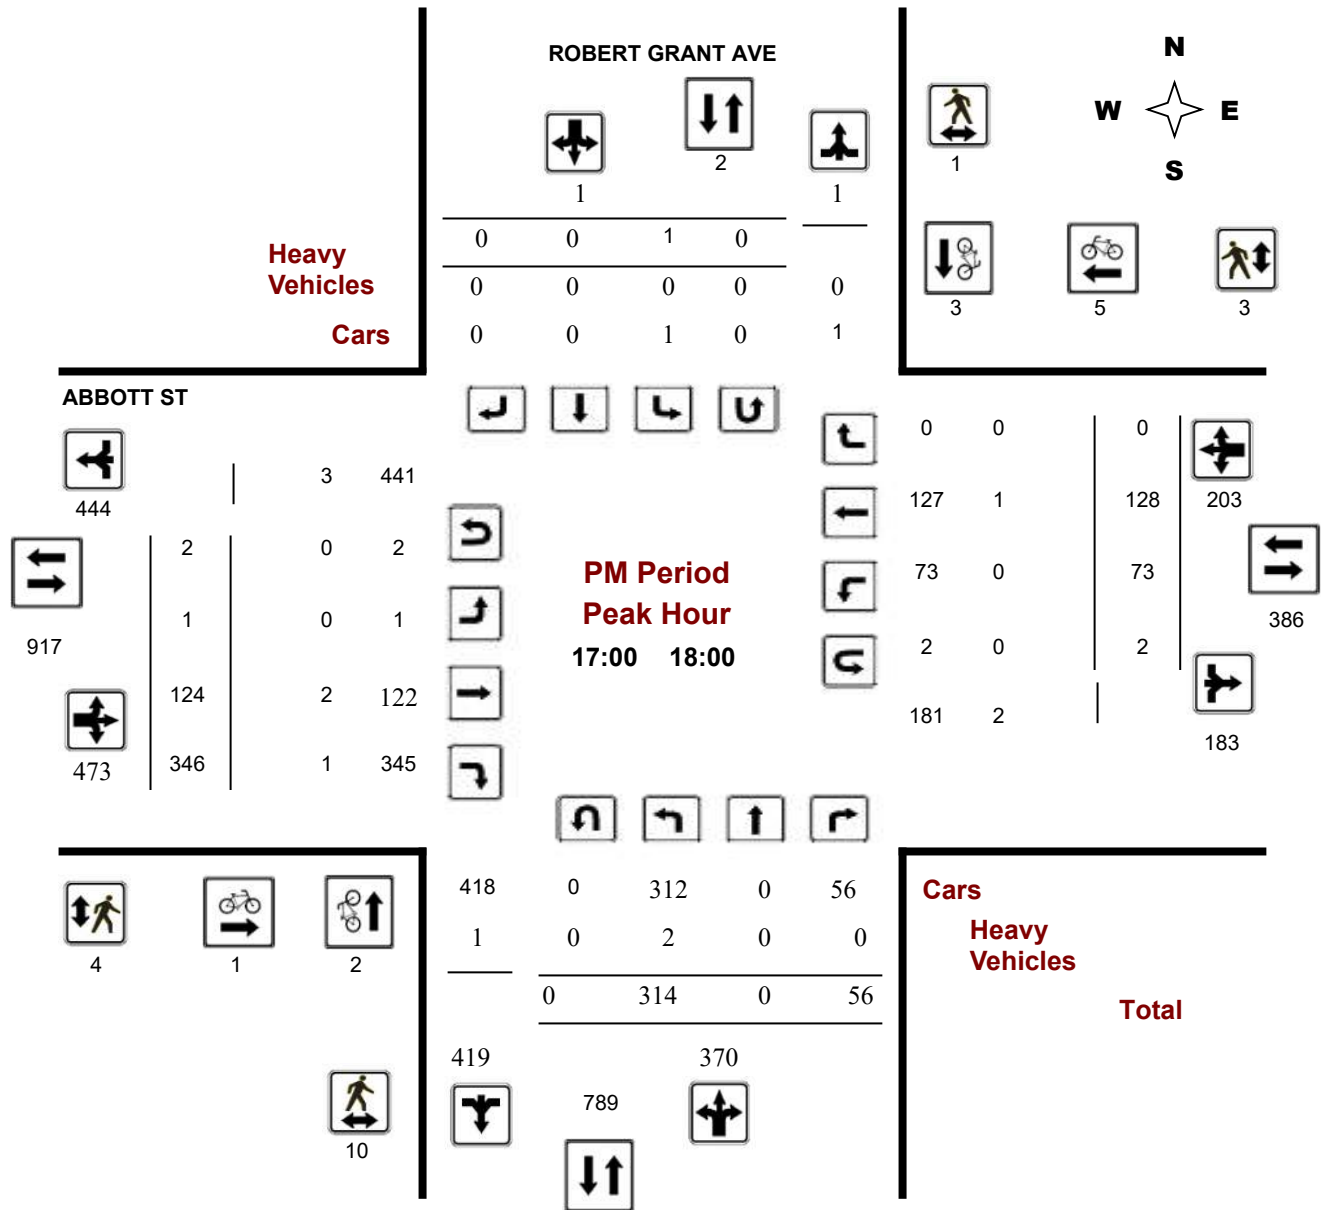 ROBERT GRANT AVE
N
W E
S
2
1
1 1
0 0 1 0
Heavy
Vehicles
0 0 0 0 0
3 5 3
Cars
0 0 1 0 1
ABBOTT ST
0 0 0
3 441
444
127 1 128 203
2 0 2
PM Period
Peak Hour
17:00 18:00
73 0 73
1 0 1
386
917
2 0 2
124 2 122
181 2
183
473 346 1 345
418 0 312 0 56
Cars
1 0 2 0 0
Heavy
Vehicles
4 1 2
0 314 0 56
Total
419 370
789
10